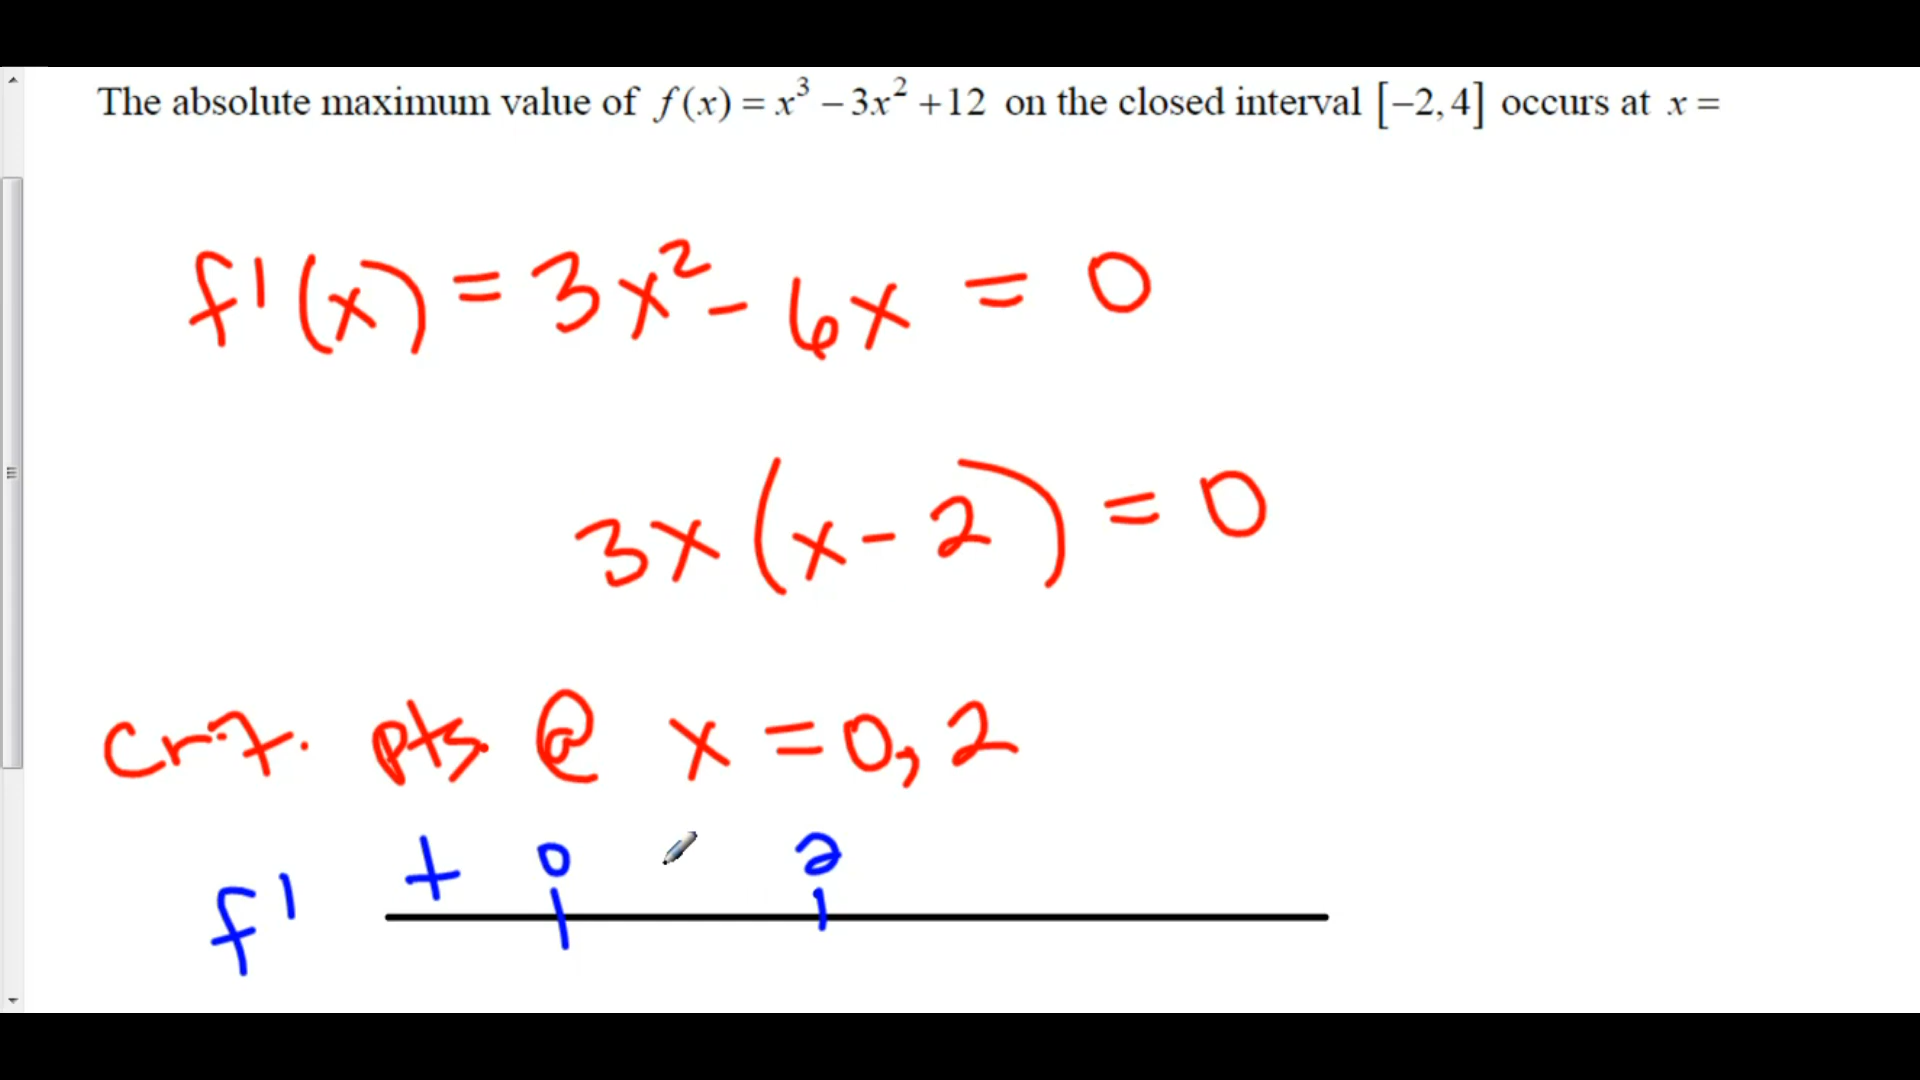 The absolute maximum value of f(x) = x³ − 3x² + 12 on the closed interval [−2, 4] occurs at x =
f'(x) = 3x² - 6x = 0
3x(x - 2) = 0
Crit. pts. @ x = 0, 2
+ 0 2
f'